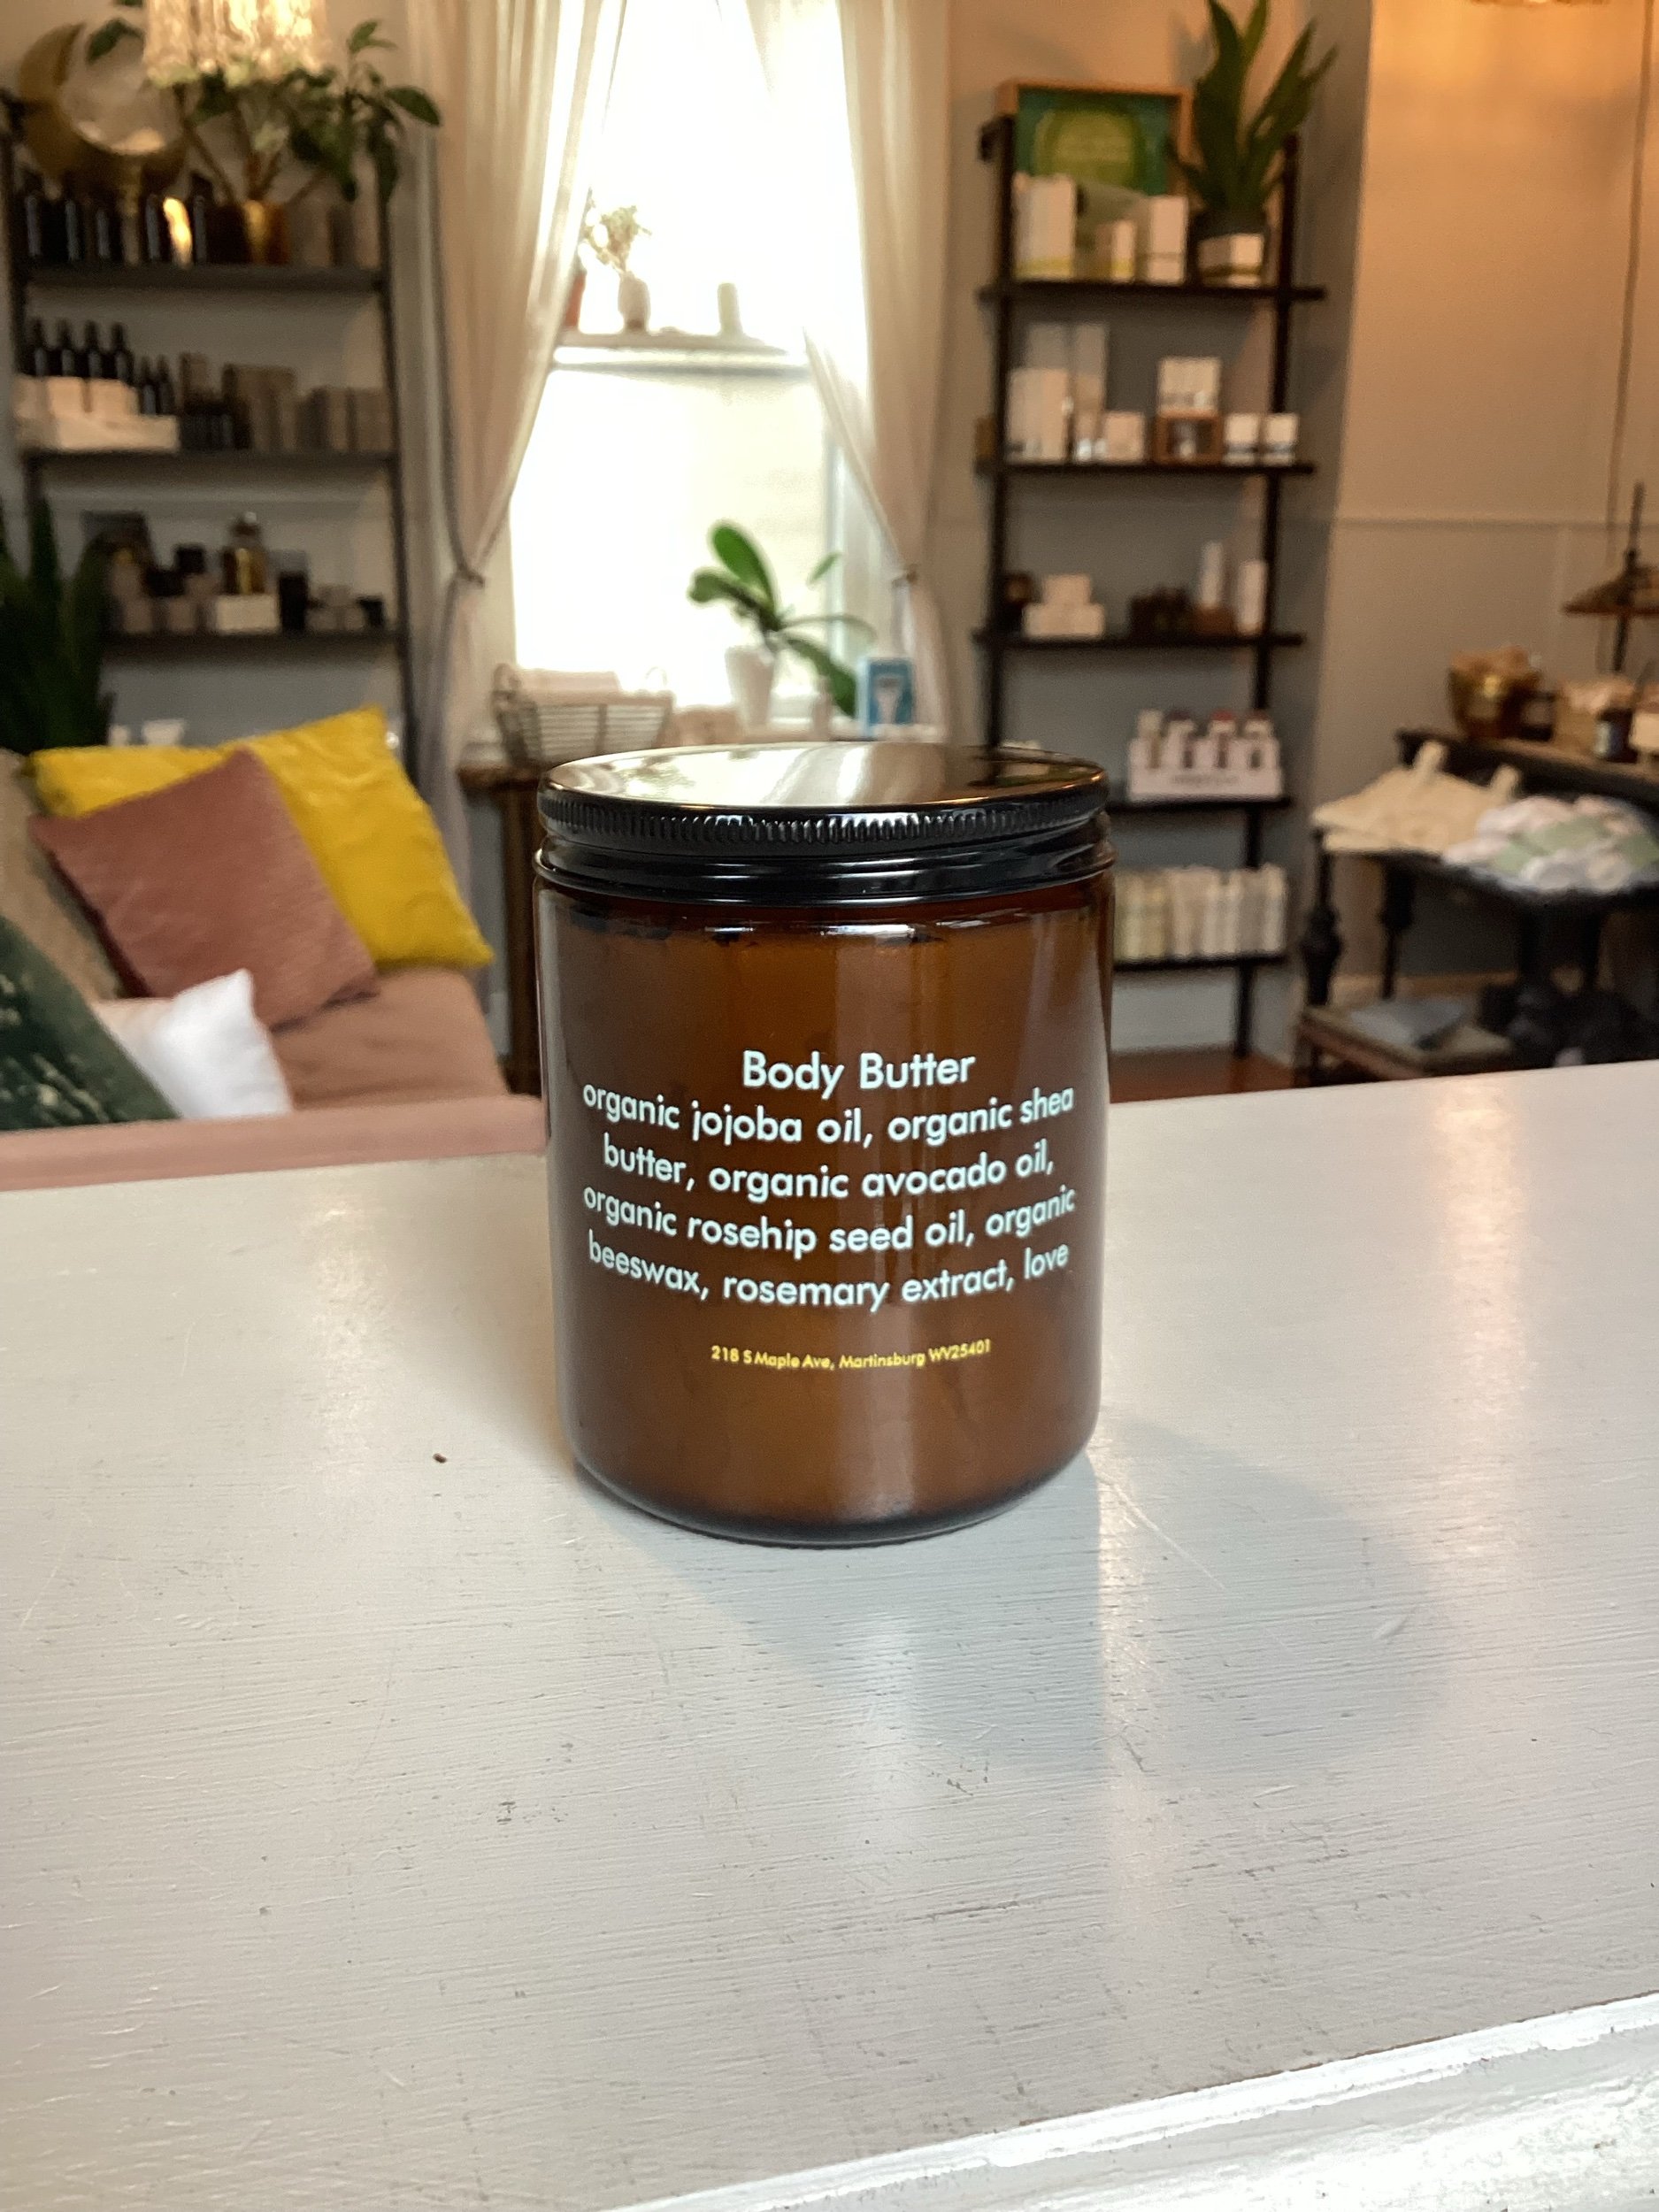 Body Butter
organic jojoba oil, organic shea
butter, organic avocado oil,
organic rosehip seed oil, organic
beeswax, rosemary extract, love
218 S Maple Ave, Martinsburg WV25401